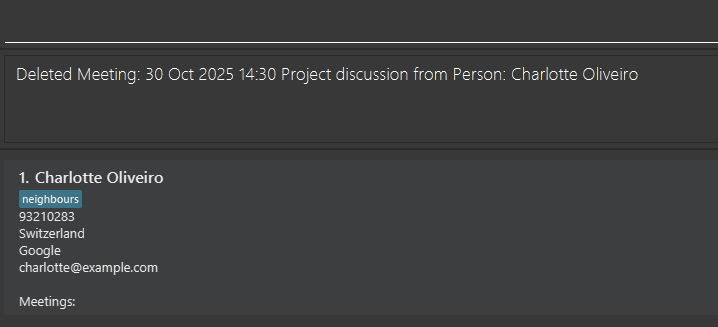 Deleted Meeting: 30 Oct 2025 14:30 Project discussion from Person: Charlotte Oliveiro
1. Charlotte Oliveiro
neighbours
93210283
Switzerland
Google
charlotte@example.com
Meetings: